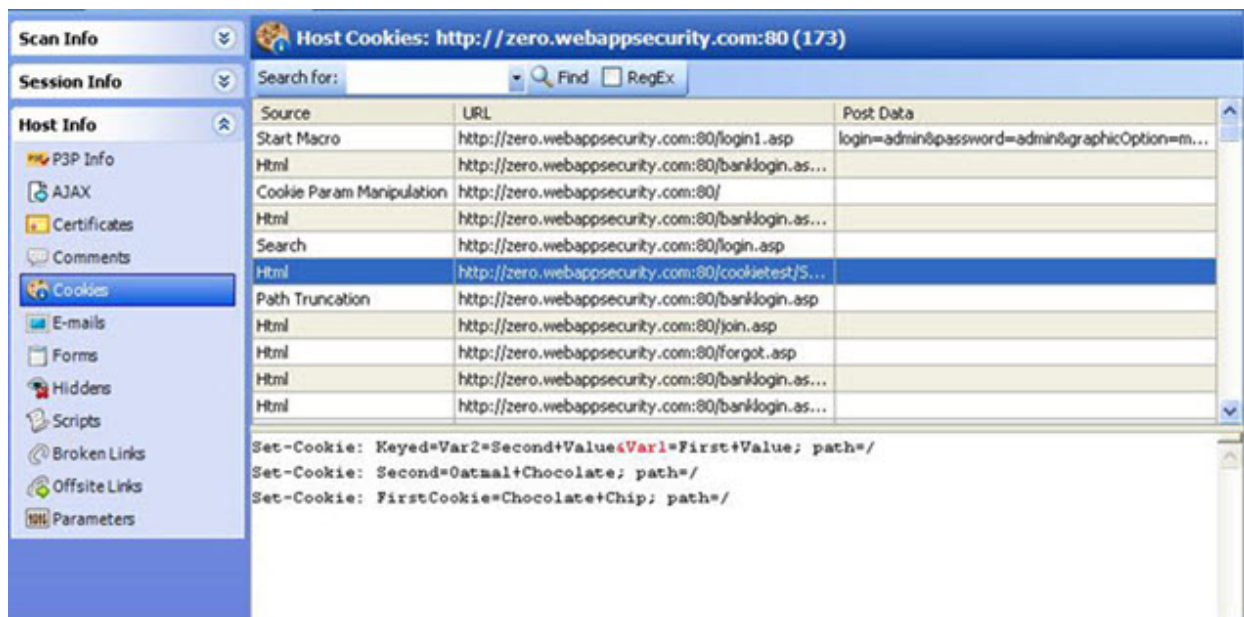 Scan Info
Session Info
Host Info
P3P Info
AJAX
Certificates
Comments
Cookies
E-mails
Forms
Hiddens
Scripts
Broken Links
Offsite Links
Parameters
Host Cookies: http://zero.webappsecurity.com:80 (173)
Search for: Find RegEx
Source URL Post Data
Start Macro http://zero.webappsecurity.com:80/login1.asp login=admin&password=admin&graphicOption=m...
Html http://zero.webappsecurity.com:80/banklogin.as...
Cookie Param Manipulation http://zero.webappsecurity.com:80/
Html http://zero.webappsecurity.com:80/banklogin.as...
Search http://zero.webappsecurity.com:80/login.asp
Html http://zero.webappsecurity.com:80/cookietest/S...
Path Truncation http://zero.webappsecurity.com:80/banklogin.asp
Html http://zero.webappsecurity.com:80/join.asp
Html http://zero.webappsecurity.com:80/forgot.asp
Html http://zero.webappsecurity.com:80/banklogin.as...
Html http://zero.webappsecurity.com:80/banklogin.as...
Set-Cookie: Keyed=Var2=Second+Value&Var1=First+Value; path=/
Set-Cookie: Second=Oatmal+Chocolate; path=/
Set-Cookie: FirstCookie=Chocolate+Chip; path=/